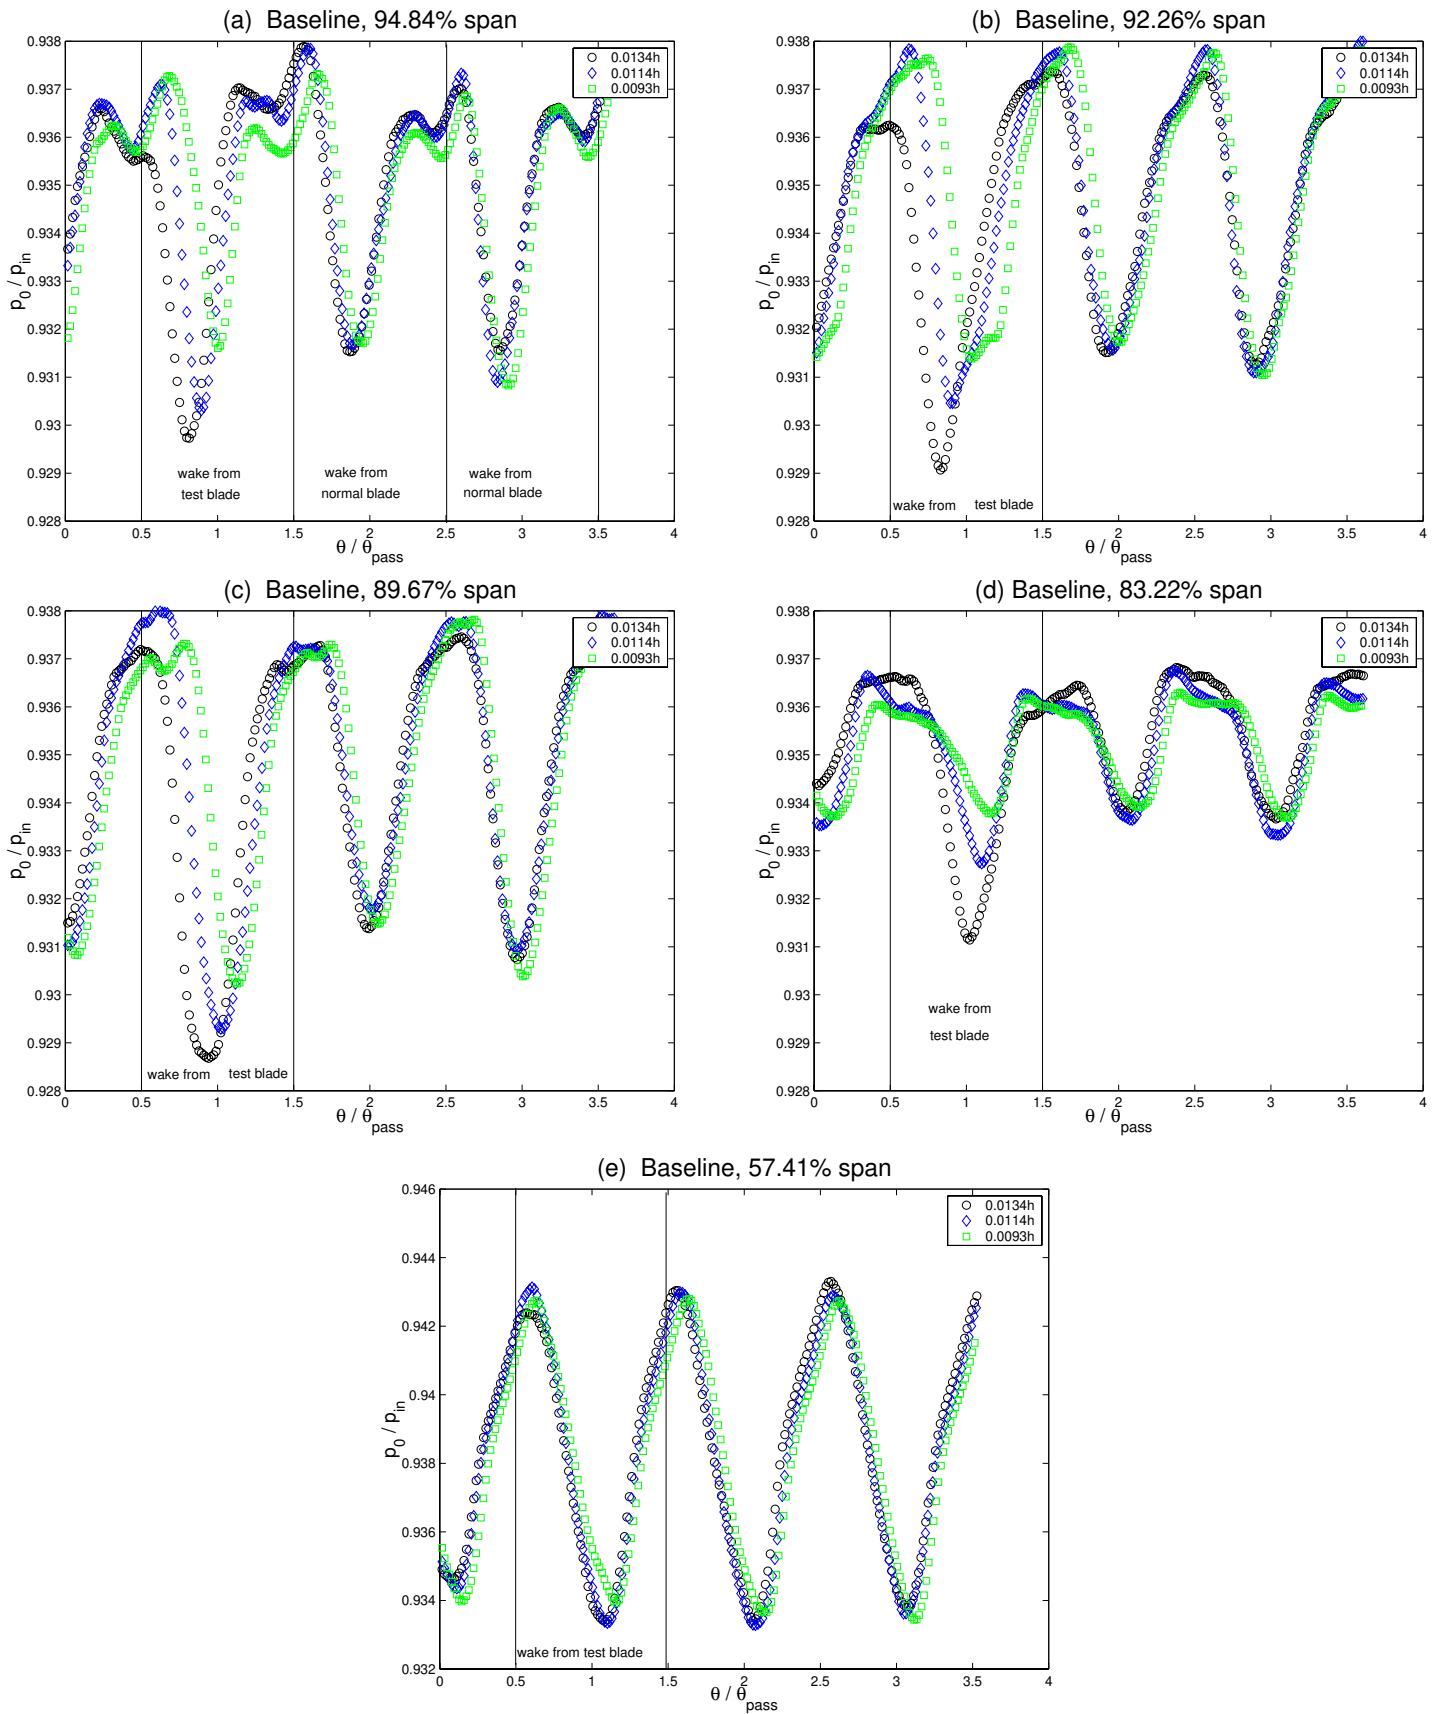 (a) Baseline, 94.84% span
0.938
0.937
0.936
0.935
0.934
0.933
0.932
0.931
0.93
0.929
0.928
p0 / pin
0.0134h
0.0114h
0.0093h
wake from
test blade
wake from
normal blade
wake from
normal blade
0 0.5 1 1.5 2 2.5 3 3.5 4
θ / θpass
(b) Baseline, 92.26% span
0.938
0.937
0.936
0.935
0.934
0.933
0.932
0.931
0.93
0.929
0.928
p0 / pin
0.0134h
0.0114h
0.0093h
wake from test blade
0 0.5 1 1.5 2 2.5 3 3.5 4
θ / θpass
(c) Baseline, 89.67% span
0.938
0.937
0.936
0.935
0.934
0.933
0.932
0.931
0.93
0.929
0.928
p0 / pin
0.0134h
0.0114h
0.0093h
wake from test blade
0 0.5 1 1.5 2 2.5 3 3.5 4
θ / θpass
(d) Baseline, 83.22% span
0.938
0.937
0.936
0.935
0.934
0.933
0.932
0.931
0.93
0.929
0.928
p0 / pin
0.0134h
0.0114h
0.0093h
wake from
test blade
0 0.5 1 1.5 2 2.5 3 3.5 4
θ / θpass
(e) Baseline, 57.41% span
0.946
0.944
0.942
0.94
0.938
0.936
0.934
0.932
p0 / pin
0.0134h
0.0114h
0.0093h
wake from test blade
0 0.5 1 1.5 2 2.5 3 3.5 4
θ / θpass